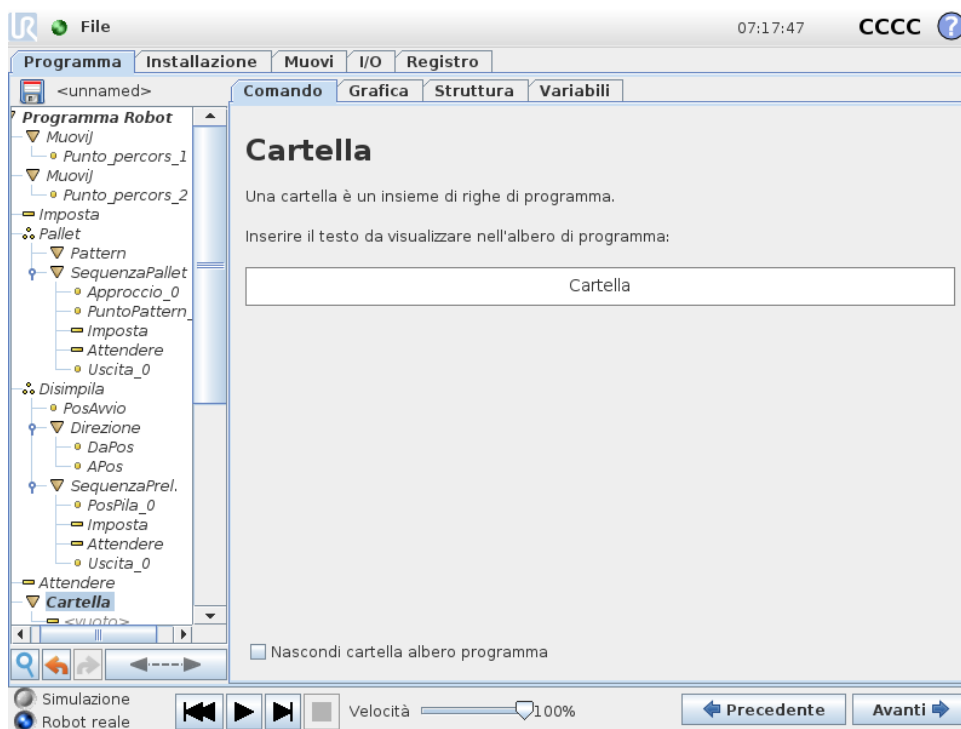 UR File 07:17:47 CCCC ?
Programma Installazione Muovi I/O Registro
<unnamed>
Comando Grafica Struttura Variabili
Programma Robot
MuoviJ
Punto_percors_1
MuoviJ
Punto_percors_2
Imposta
Pallet
Pattern
SequenzaPallet
Approccio_0
PuntoPattern_
Imposta
Attendere
Uscita_0
Disimpila
PosAvvio
Direzione
DaPos
APos
SequenzaPrel.
PosPila_0
Imposta
Attendere
Uscita_0
Attendere
Cartella
<vuoto>
Cartella
Una cartella è un insieme di righe di programma.
Inserire il testo da visualizzare nell'albero di programma:
Cartella
Nascondi cartella albero programma
Simulazione
Robot reale
Velocità 100%
Precedente Avanti